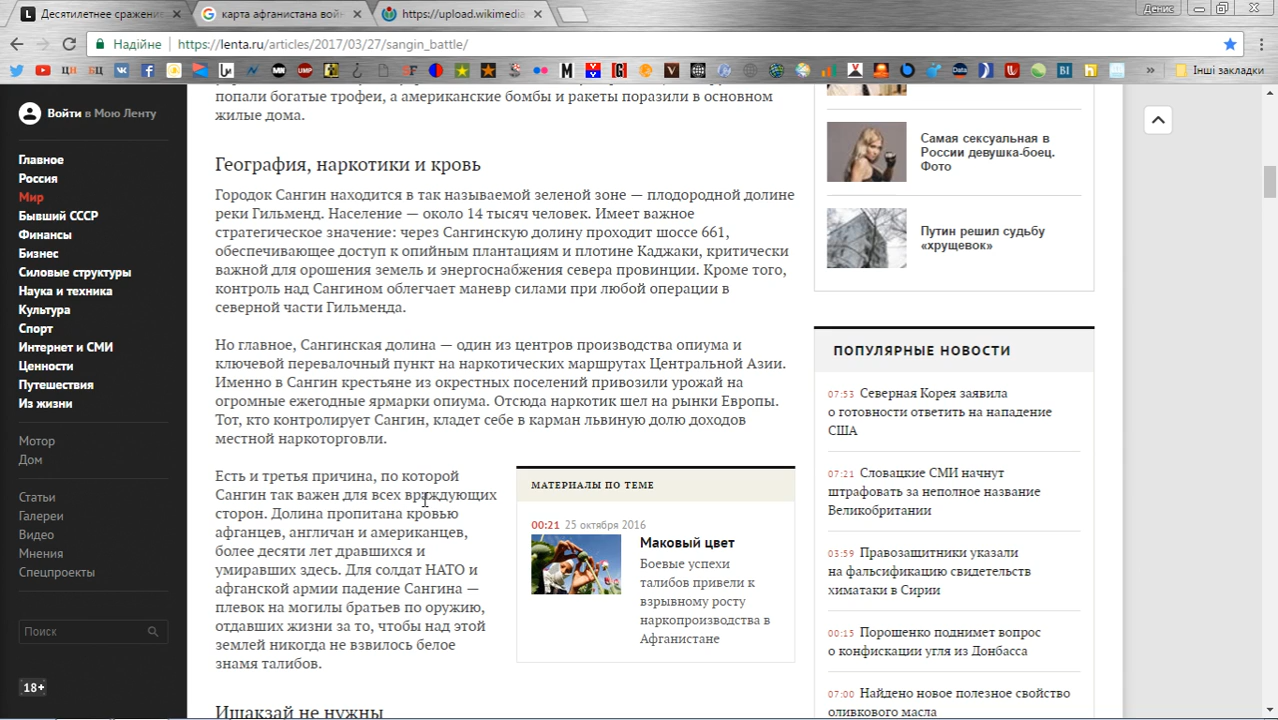 Десятилетнее сражение
карта афганистана войн
https://upload.wikimedia
Денис
Надійне
https://lenta.ru/articles/2017/03/27/sangin_battle/
Інші закладки
Войти в Мою Ленту
Главное
Россия
Мир
Бывший СССР
Финансы
Бизнес
Силовые структуры
Наука и техника
Культура
Спорт
Интернет и СМИ
Ценности
Путешествия
Из жизни
Мотор
Дом
Статьи
Галереи
Видео
Мнения
Спецпроекты
Поиск
18+
попали богатые трофеи, а американские бомбы и ракеты поразили в основном
жилые дома.
География, наркотики и кровь
Городок Сангин находится в так называемой зеленой зоне — плодородной долине
реки Гильменд. Население — около 14 тысяч человек. Имеет важное
стратегическое значение: через Сангинскую долину проходит шоссе 661,
обеспечивающее доступ к опийным плантациям и плотине Каджаки, критически
важной для орошения земель и энергоснабжения севера провинции. Кроме того,
контроль над Сангином облегчает маневр силами при любой операции в
северной части Гильменда.
Но главное, Сангинская долина — один из центров производства опиума и
ключевой перевалочный пункт на наркотических маршрутах Центральной Азии.
Именно в Сангин крестьяне из окрестных поселений привозили урожай на
огромные ежегодные ярмарки опиума. Отсюда наркотик шел на рынки Европы.
Тот, кто контролирует Сангин, кладет себе в карман львиную долю доходов
местной наркоторговли.
Есть и третья причина, по которой
Сангин так важен для всех враждующих
сторон. Долина пропитана кровью
афганцев, англичан и американцев,
более десяти лет дравшихся и
умиравших здесь. Для солдат НАТО и
афганской армии падение Сангина —
плевок на могилы братьев по оружию,
отдавших жизни за то, чтобы над этой
землей никогда не взвилось белое
знамя талибов.
Ишакзай не нужны
МАТЕРИАЛЫ ПО ТЕМЕ
00:21 25 октября 2016
Маковый цвет
Боевые успехи
талибов привели к
взрывному росту
наркопроизводства в
Афганистане
Самая сексуальная в
России девушка-боец.
Фото
Путин решил судьбу
«хрущевок»
ПОПУЛЯРНЫЕ НОВОСТИ
07:53 Северная Корея заявила
о готовности ответить на нападение
США
07:21 Словацкие СМИ начнут
штрафовать за неполное название
Великобритании
03:59 Правозащитники указали
на фальсификацию свидетельств
химатаки в Сирии
00:15 Порошенко поднимет вопрос
о конфискации угля из Донбасса
07:00 Найдено новое полезное свойство
оливкового масла